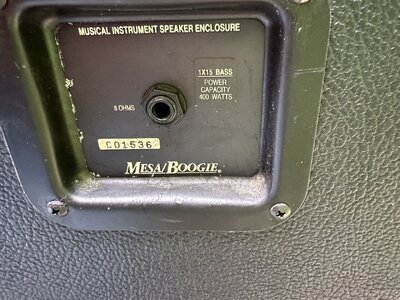 MUSICAL INSTRUMENT SPEAKER ENCLOSURE
1X15 BASS
POWER
CAPACITY
400 WATTS
8 OHMS
C01536
MESA/BOOGIE®